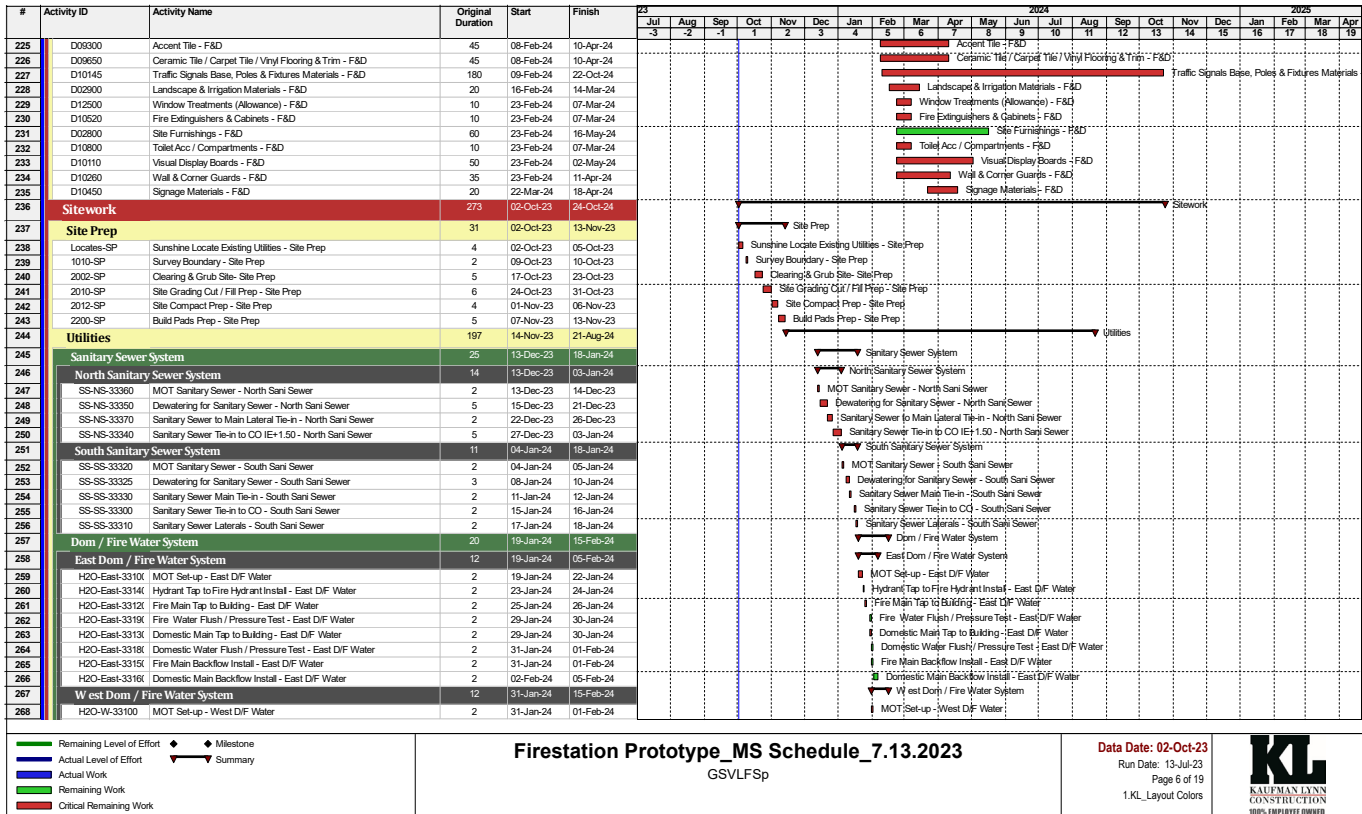 # Activity ID Activity Name Original Duration Start Finish 23 2024 2025
Jul Aug Sep Oct Nov Dec Jan Feb Mar Apr May Jun Jul Aug Sep Oct Nov Dec Jan Feb Mar Apr
-3 -2 -1 1 2 3 4 5 6 7 8 9 10 11 12 13 14 15 16 17 18 19
225 D09300 Accent Tile - F&D 45 08-Feb-24 10-Apr-24 Accent Tile - F&D
226 D09650 Ceramic Tile / Carpet Tile / Vinyl Flooring & Trim - F&D 45 08-Feb-24 10-Apr-24 Ceramic Tile / Carpet Tile / Vinyl Flooring & Trim - F&D
227 D10145 Traffic Signals Base, Poles & Fixtures Materials - F&D 180 09-Feb-24 22-Oct-24 Traffic Signals Base, Poles & Fixtures Materials
228 D02900 Landscape & Irrigation Materials - F&D 20 16-Feb-24 14-Mar-24 Landscape & Irrigation Materials - F&D
229 D12500 Window Treatments (Allowance) - F&D 10 23-Feb-24 07-Mar-24 Window Treatments (Allowance) - F&D
230 D10520 Fire Extinguishers & Cabinets - F&D 10 23-Feb-24 07-Mar-24 Fire Extinguishers & Cabinets - F&D
231 D02800 Site Furnishings - F&D 60 23-Feb-24 16-May-24 Site Furnishings - F&D
232 D10800 Toilet Acc / Compartments - F&D 10 23-Feb-24 07-Mar-24 Toilet Acc / Compartments - F&D
233 D10110 Visual Display Boards - F&D 50 23-Feb-24 02-May-24 Visual Display Boards - F&D
234 D10260 Wall & Corner Guards - F&D 35 23-Feb-24 11-Apr-24 Wall & Corner Guards - F&D
235 D10450 Signage Materials - F&D 20 22-Mar-24 18-Apr-24 Signage Materials - F&D
236 Sitework 273 02-Oct-23 24-Oct-24 Sitework
237 Site Prep 31 02-Oct-23 13-Nov-23 Site Prep
238 Locates-SP Sunshine Locate Existing Utilities - Site Prep 4 02-Oct-23 05-Oct-23 Sunshine Locate Existing Utilities - Site Prep
239 1010-SP Survey Boundary - Site Prep 2 09-Oct-23 10-Oct-23 Survey Boundary - Site Prep
240 2002-SP Clearing & Grub Site- Site Prep 5 17-Oct-23 23-Oct-23 Clearing & Grub Site- Site Prep
241 2010-SP Site Grading Cut / Fill Prep - Site Prep 6 24-Oct-23 31-Oct-23 Site Grading Cut / Fill Prep - Site Prep
242 2012-SP Site Compact Prep - Site Prep 4 01-Nov-23 06-Nov-23 Site Compact Prep - Site Prep
243 2200-SP Build Pads Prep - Site Prep 5 07-Nov-23 13-Nov-23 Build Pads Prep - Site Prep
244 Utilities 197 14-Nov-23 21-Aug-24 Utilities
245 Sanitary Sewer System 25 13-Dec-23 18-Jan-24 Sanitary Sewer System
246 North Sanitary Sewer System 14 13-Dec-23 03-Jan-24 North Sanitary Sewer System
247 SS-NS-33360 MOT Sanitary Sewer - North Sani Sewer 2 13-Dec-23 14-Dec-23 MOT Sanitary Sewer - North Sani Sewer
248 SS-NS-33350 Dewatering for Sanitary Sewer - North Sani Sewer 5 15-Dec-23 21-Dec-23 Dewatering for Sanitary Sewer - North Sani Sewer
249 SS-NS-33370 Sanitary Sewer to Main Lateral Tie-in - North Sani Sewer 2 22-Dec-23 26-Dec-23 Sanitary Sewer to Main Lateral Tie-in - North Sani Sewer
250 SS-NS-33340 Sanitary Sewer Tie-in to CO IE+1.50 - North Sani Sewer 5 27-Dec-23 03-Jan-24 Sanitary Sewer Tie-in to CO IE+1.50 - North Sani Sewer
251 South Sanitary Sewer System 11 04-Jan-24 18-Jan-24 South Sanitary Sewer System
252 SS-SS-33320 MOT Sanitary Sewer - South Sani Sewer 2 04-Jan-24 05-Jan-24 MOT Sanitary Sewer - South Sani Sewer
253 SS-SS-33325 Dewatering for Sanitary Sewer - South Sani Sewer 3 08-Jan-24 10-Jan-24 Dewatering for Sanitary Sewer - South Sani Sewer
254 SS-SS-33330 Sanitary Sewer Main Tie-in - South Sani Sewer 2 11-Jan-24 12-Jan-24 Sanitary Sewer Main Tie-in - South Sani Sewer
255 SS-SS-33300 Sanitary Sewer Tie-in to CO - South Sani Sewer 2 15-Jan-24 16-Jan-24 Sanitary Sewer Tie-in to CO - South Sani Sewer
256 SS-SS-33310 Sanitary Sewer Laterals - South Sani Sewer 2 17-Jan-24 18-Jan-24 Sanitary Sewer Laterals - South Sani Sewer
257 Dom / Fire Water System 20 19-Jan-24 15-Feb-24 Dom / Fire Water System
258 East Dom / Fire Water System 12 19-Jan-24 05-Feb-24 East Dom / Fire Water System
259 H2O-East-3310( MOT Set-up - East D/F Water 2 19-Jan-24 22-Jan-24 MOT Set-up - East D/F Water
260 H2O-East-3314( Hydrant Tap to Fire Hydrant Install - East D/F Water 2 23-Jan-24 24-Jan-24 Hydrant Tap to Fire Hydrant Install - East D/F Water
261 H2O-East-3312( Fire Main Tap to Building - East D/F Water 2 25-Jan-24 26-Jan-24 Fire Main Tap to Building - East D/F Water
262 H2O-East-3319( Fire Water Flush / Pressure Test - East D/F Water 2 29-Jan-24 30-Jan-24 Fire Water Flush / Pressure Test - East D/F Water
263 H2O-East-3313( Domestic Main Tap to Building - East D/F Water 2 29-Jan-24 30-Jan-24 Domestic Main Tap to Building - East D/F Water
264 H2O-East-3318( Domestic Water Flush / Pressure Test - East D/F Water 2 31-Jan-24 01-Feb-24 Domestic Water Flush / Pressure Test - East D/F Water
265 H2O-East-3315( Fire Main Backflow Install - East D/F Water 2 31-Jan-24 01-Feb-24 Fire Main Backflow Install - East D/F Water
266 H2O-East-3316( Domestic Main Backflow Install - East D/F Water 2 02-Feb-24 05-Feb-24 Domestic Main Backflow Install - East D/F Water
267 West Dom / Fire Water System 12 31-Jan-24 15-Feb-24 West Dom / Fire Water System
268 H2O-W-33100 MOT Set-up - West D/F Water 2 31-Jan-24 01-Feb-24 MOT Set-up - West D/F Water
Remaining Level of Effort Milestone
Actual Level of Effort Summary
Actual Work
Remaining Work
Critical Remaining Work
Firestation Prototype_MS Schedule_7.13.2023
GSVLFSp
Data Date: 02-Oct-23
Run Date: 13-Jul-23
Page 6 of 19
1.KL_Layout Colors
KL
KAUFMAN LYNN
CONSTRUCTION
100% EMPLOYEE OWNED